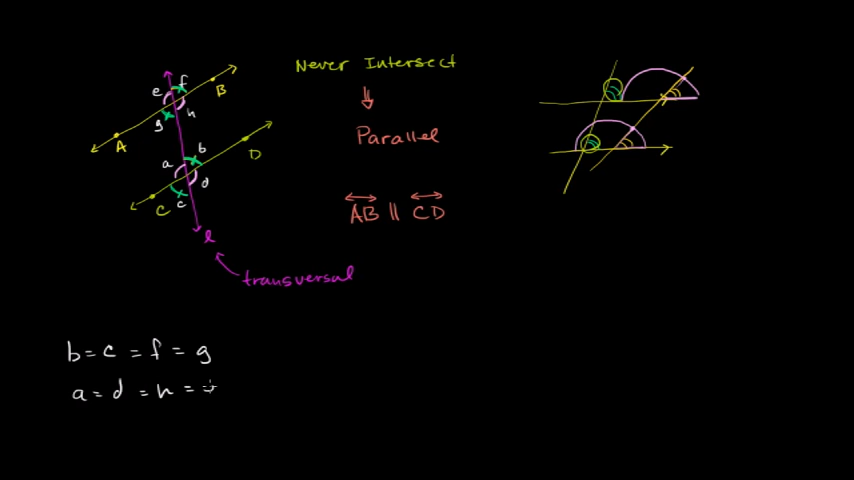 Never Intersect
e f B
g h
A
Parallel
a b D
c d
C
AB || CD
l
transversal
b = c = f = g
a = d = h =